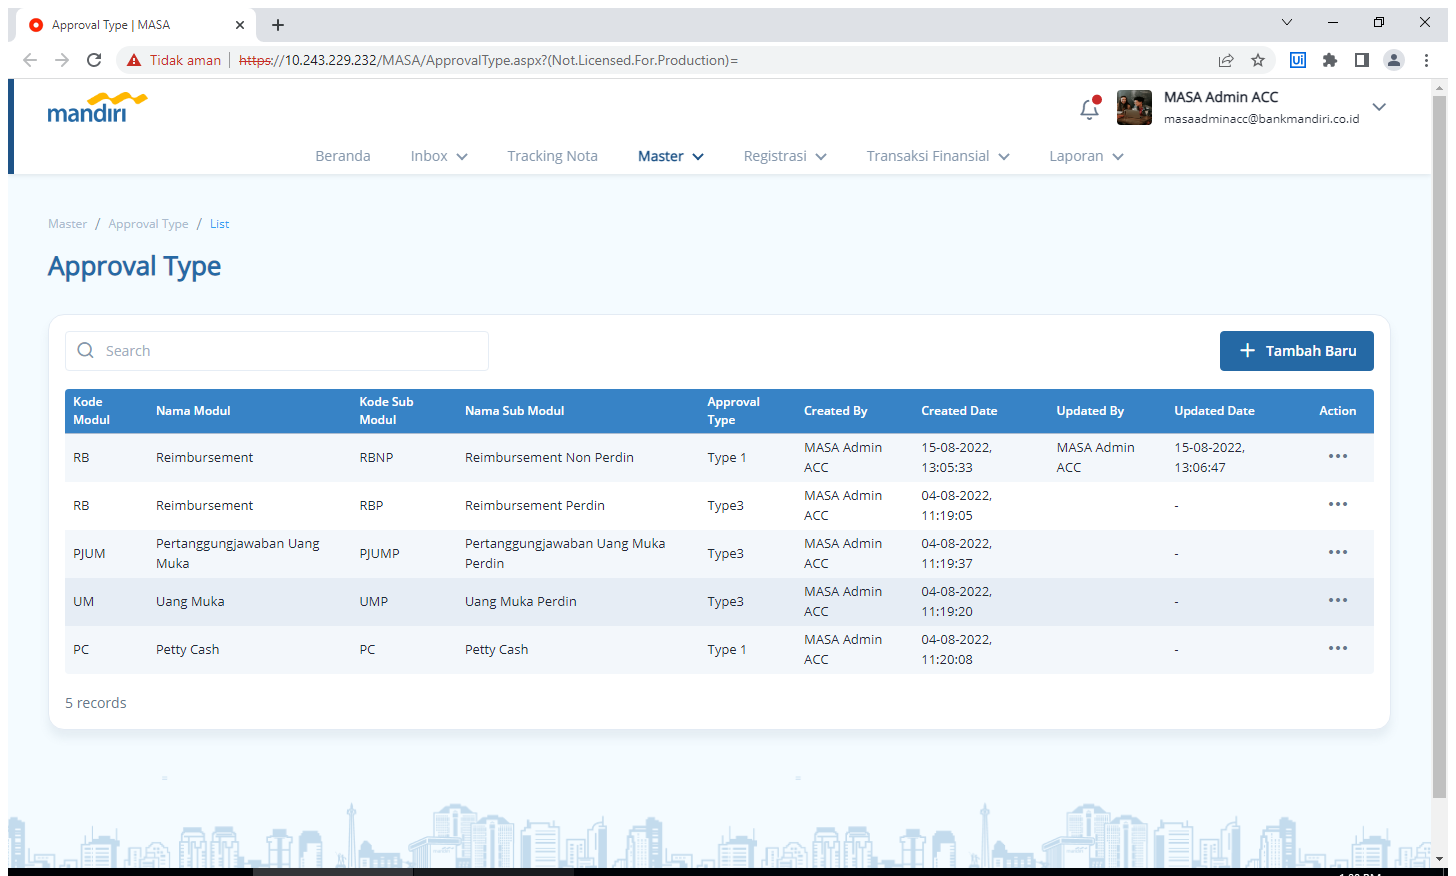 Approval Type | MASA
Tidak aman
https://10.243.229.232/MASA/ApprovalType.aspx?(Not.Licensed.For.Production)=
Ui
mandiri
MASA Admin ACC
masaadminacc@bankmandiri.co.id
Beranda Inbox Tracking Nota Master Registrasi Transaksi Finansial Laporan
Master / Approval Type / List
Approval Type
Search
+ Tambah Baru
Kode Modul Nama Modul Kode Sub Modul Nama Sub Modul Approval Type Created By Created Date Updated By Updated Date Action
RB Reimbursement RBNP Reimbursement Non Perdin Type 1 MASA Admin ACC 15-08-2022, 13:05:33 MASA Admin ACC 15-08-2022, 13:06:47 •••
RB Reimbursement RBP Reimbursement Perdin Type3 MASA Admin ACC 04-08-2022, 11:19:05 - •••
PJUM Pertanggungjawaban Uang Muka PJUMP Pertanggungjawaban Uang Muka Perdin Type3 MASA Admin ACC 04-08-2022, 11:19:37 - •••
UM Uang Muka UMP Uang Muka Perdin Type3 MASA Admin ACC 04-08-2022, 11:19:20 - •••
PC Petty Cash PC Petty Cash Type 1 MASA Admin ACC 04-08-2022, 11:20:08 - •••
5 records